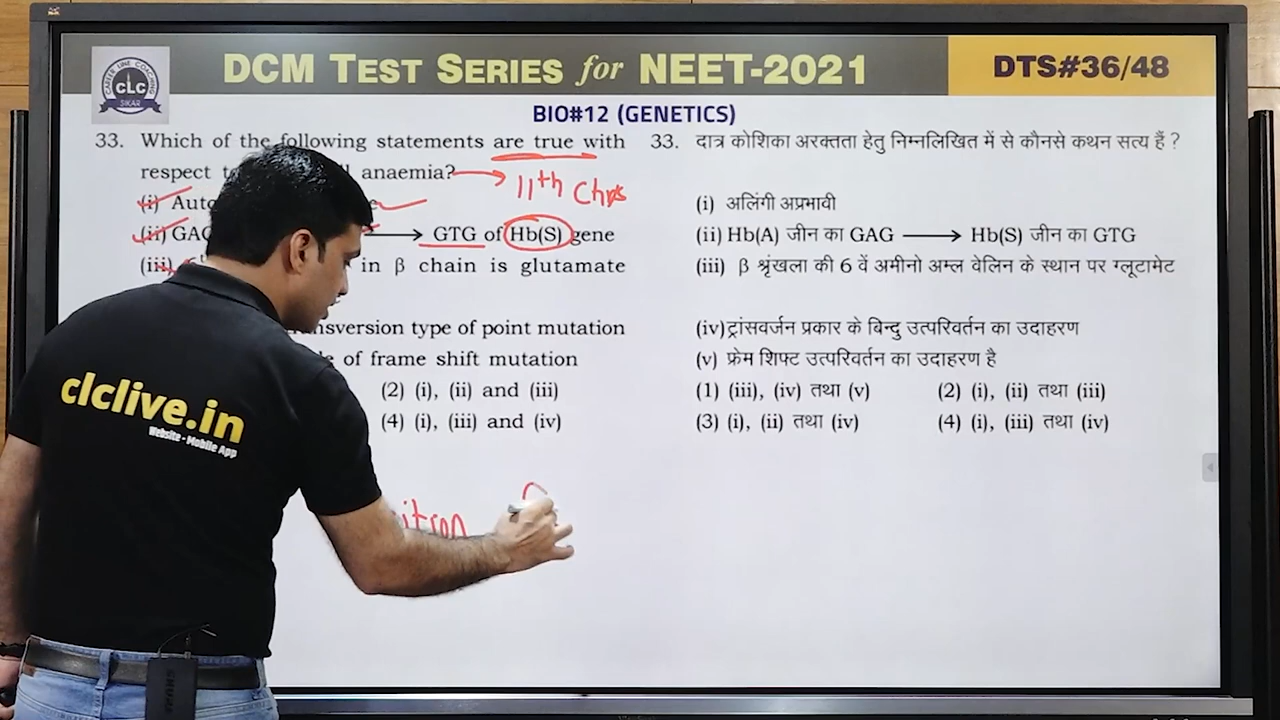 CLC
SIKAR
DCM TEST SERIES for NEET-2021
DTS#36/48
BIO#12 (GENETICS)
33. Which of the following statements are true with
respect anaemia? → 11th Chrs
(i)
(ii) GAG ⟶ GTG of Hb(S) gene
(iii) in β chain is glutamate
type of point mutation
of frame shift mutation
(2) (i), (ii) and (iii)
(4) (i), (iii) and (iv)
33. दात्र कोशिका अरक्तता हेतु निम्नलिखित में से कौनसे कथन सत्य हैं ?
(i) अलिंगी अप्रभावी
(ii) Hb(A) जीन का GAG ⟶ Hb(S) जीन का GTG
(iii) β श्रृंखला की 6 वें अमीनो अम्ल वेलिन के स्थान पर ग्लूटामेट
(iv) ट्रांसवर्जन प्रकार के बिन्दु उत्परिवर्तन का उदाहरण
(v) फ्रेम शिफ्ट उत्परिवर्तन का उदाहरण है
(1) (iii), (iv) तथा (v) (2) (i), (ii) तथा (iii)
(3) (i), (ii) तथा (iv) (4) (i), (iii) तथा (iv)
clclive.in
Website - Mobile App
SHURE